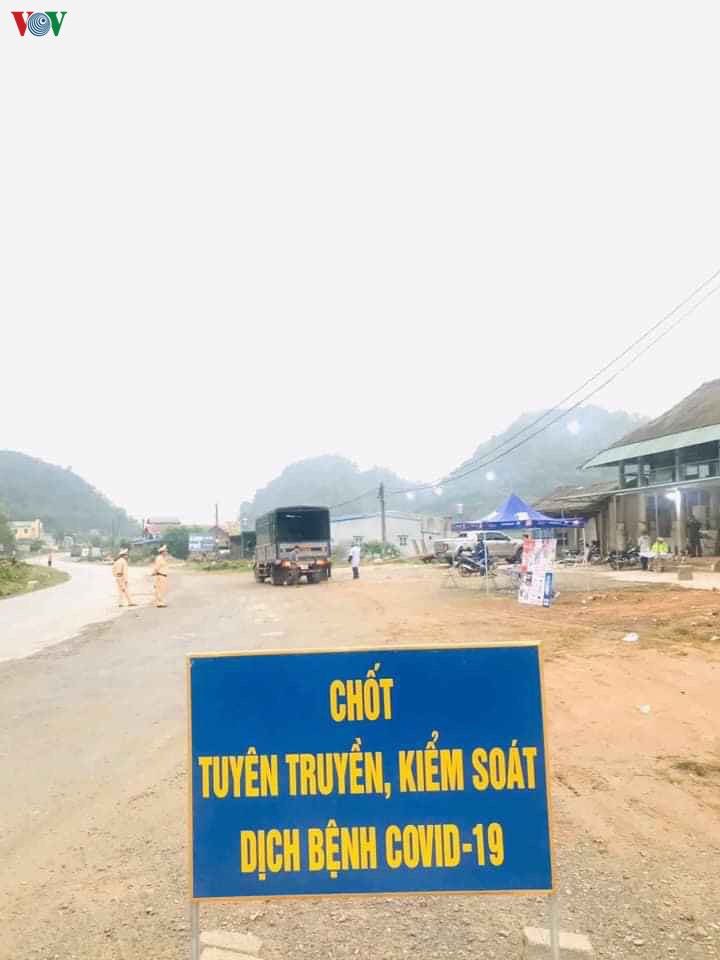 VOV
CHỐT
TUYÊN TRUYỀN, KIỂM SOÁT
DỊCH BỆNH COVID-19